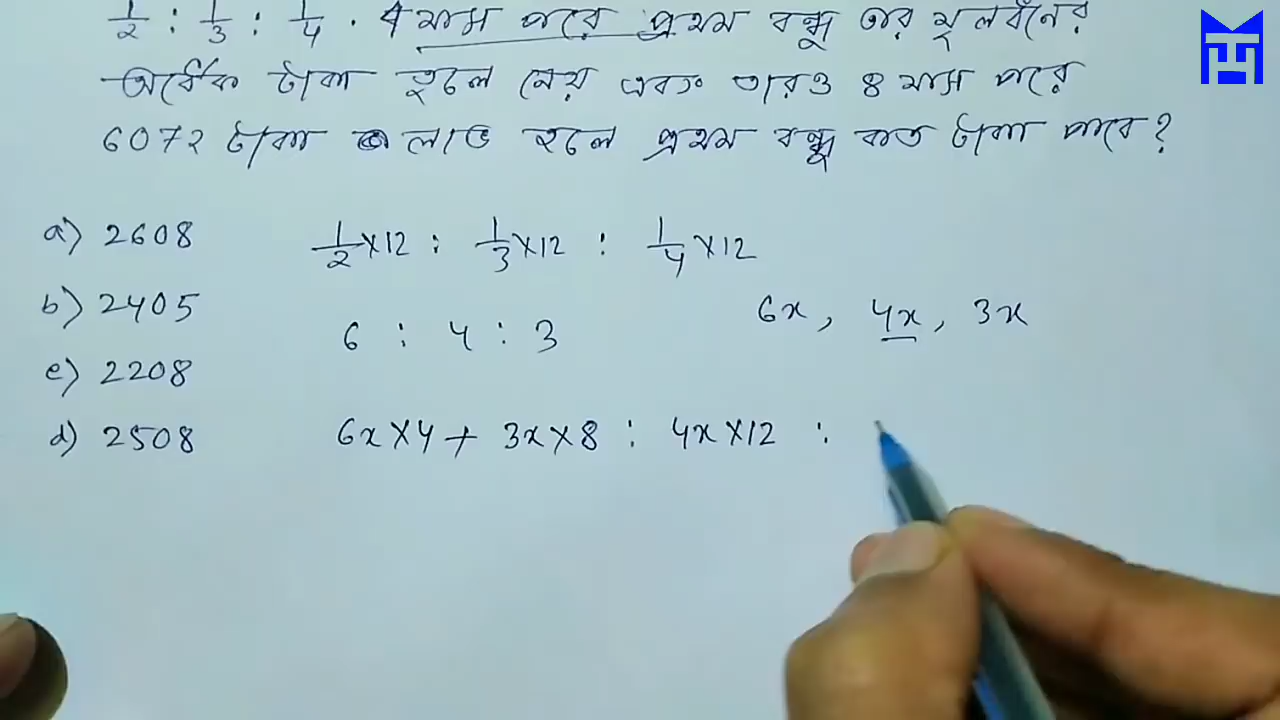 1/2 : 1/3 : 1/4 . 4 মাস পরে প্রথম বন্ধু তার মূলধনের
অর্ধেক টাকা তুলে নেয় এবং তারও 8 মাস পরে
6072 টাকা লাভ হলে প্রথম বন্ধু কত টাকা পাবে?
a) 2608
b) 2405
c) 2208
d) 2508
1/2 × 12 : 1/3 × 12 : 1/4 × 12
6 : 4 : 3
6x, 4x, 3x
6x × 4 + 3x × 8 : 4x × 12 :